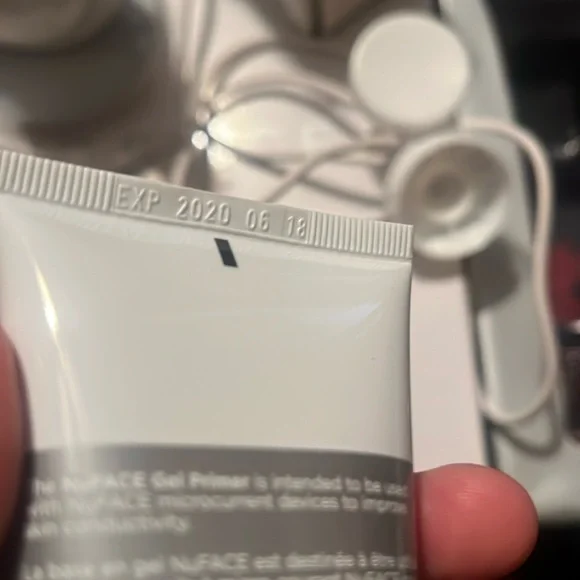 EXP 2020 06 18
The NuFACE Gel Primer is intended to be used
with NuFACE microcurrent devices to improve
skin conductivity
La base en gel NuFACE est destinée à être